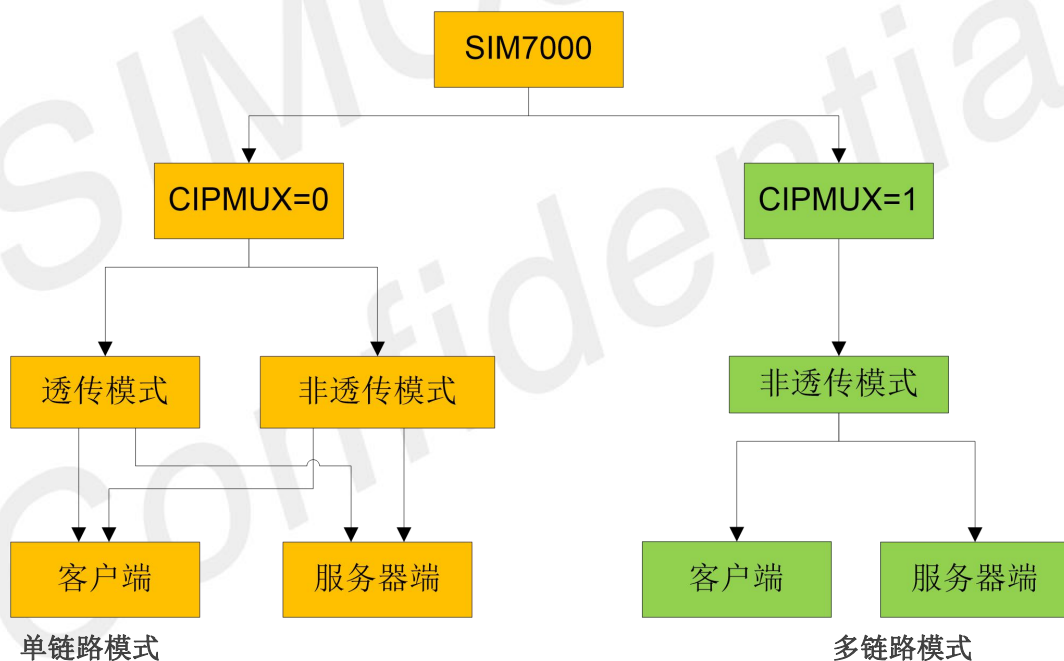 SIM7000
CIPMUX=0
CIPMUX=1
透传模式
非透传模式
非透传模式
客户端
服务器端
客户端
服务器端
单链路模式
多链路模式
Confidential